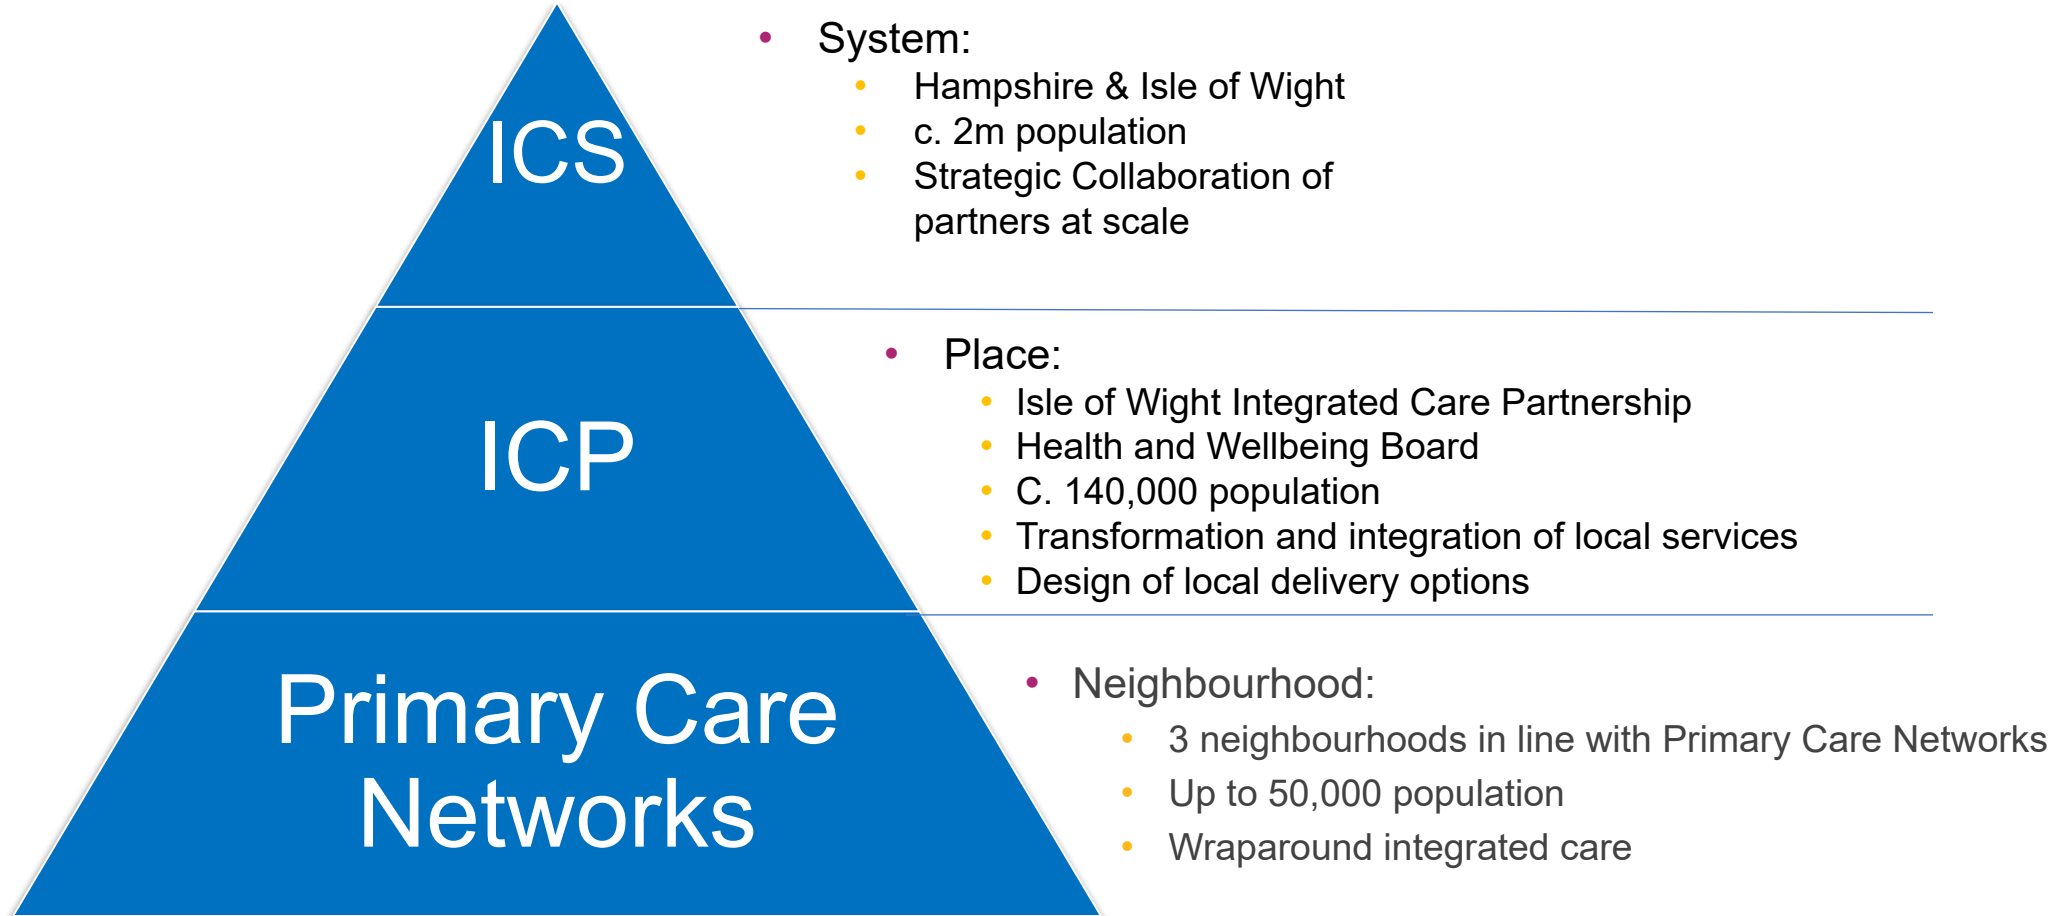 ICS
• System:
• Hampshire & Isle of Wight
• c. 2m population
• Strategic Collaboration of
partners at scale
ICP
• Place:
• Isle of Wight Integrated Care Partnership
• Health and Wellbeing Board
• C. 140,000 population
• Transformation and integration of local services
• Design of local delivery options
Primary Care
Networks
• Neighbourhood:
• 3 neighbourhoods in line with Primary Care Networks
• Up to 50,000 population
• Wraparound integrated care